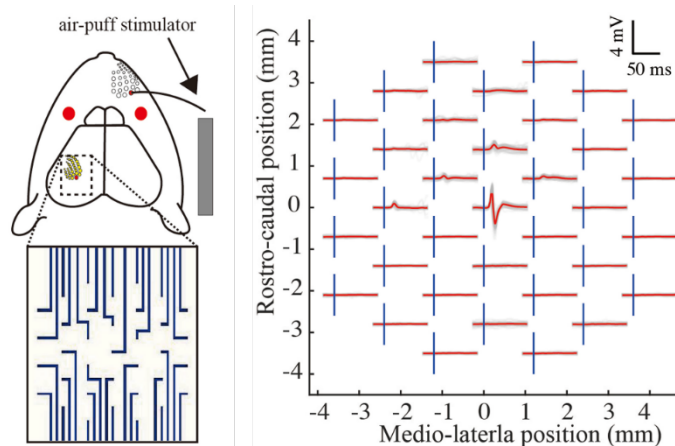 air-puff stimulator
4 mV
50 ms
Rostro-caudal position (mm)
4
3
2
1
0
-1
-2
-3
-4
-4 -3 -2 -1 0 1 2 3 4
Medio-laterla position (mm)